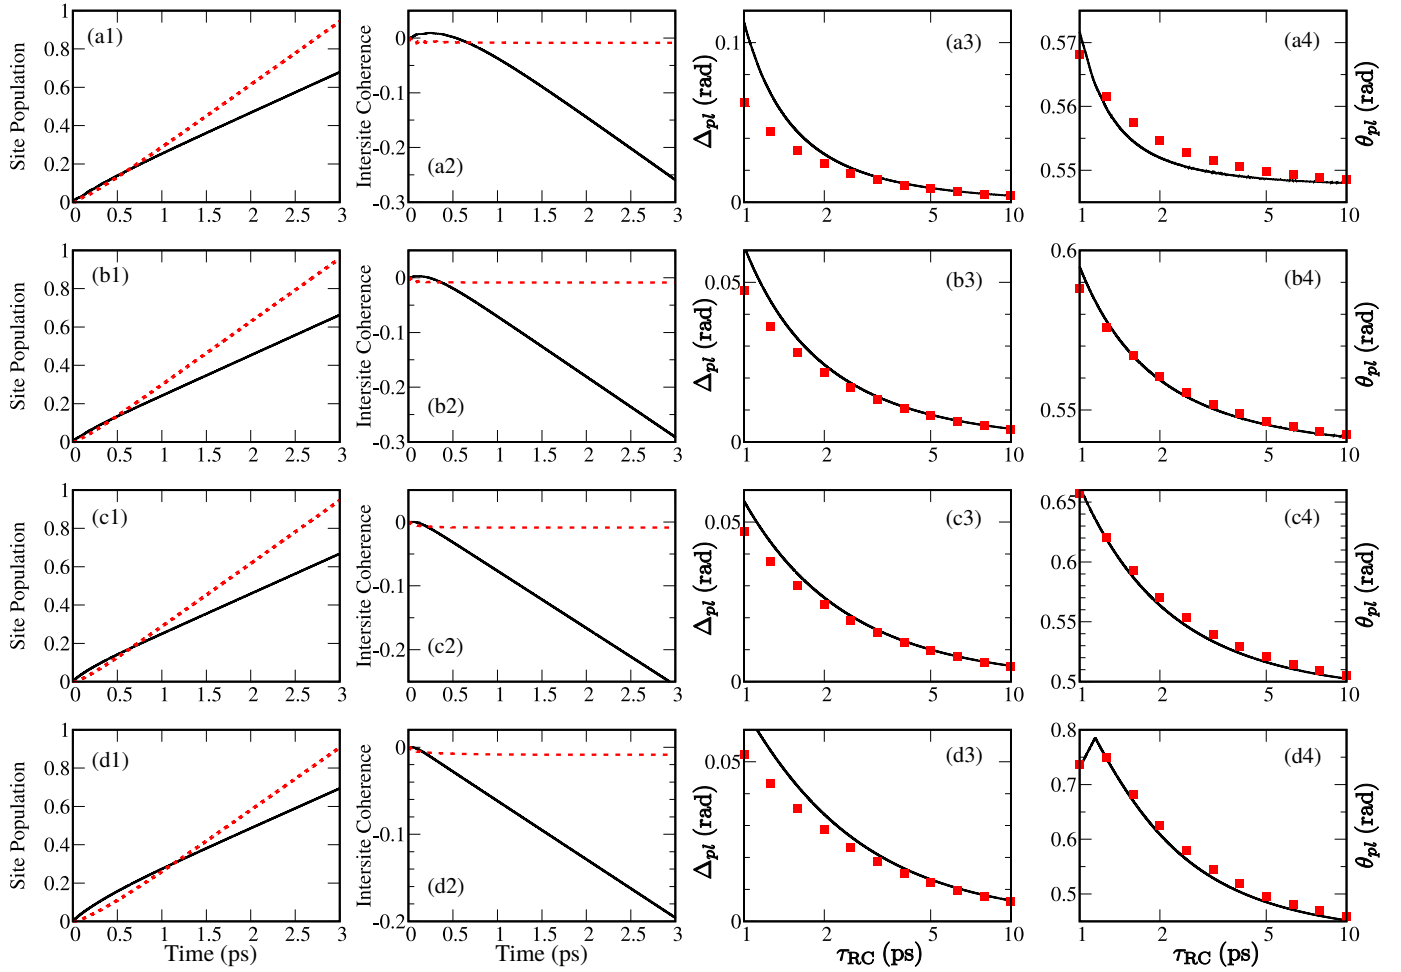 Site Population
1
0.8
0.6
0.4
0.2
0
(a1)
0 0.5 1 1.5 2 2.5 3
Intersite Coherence
0
-0.1
-0.2
-0.3
(a2)
0 0.5 1 1.5 2 2.5 3
0.1
0
Δpl (rad)
(a3)
1 2 5 10
0.57
0.56
0.55
(a4)
θpl (rad)
1 2 5 10
Site Population
1
0.8
0.6
0.4
0.2
0
(b1)
0 0.5 1 1.5 2 2.5 3
Intersite Coherence
0
-0.1
-0.2
-0.3
(b2)
0 0.5 1 1.5 2 2.5 3
0.05
0
Δpl (rad)
(b3)
1 2 5 10
0.6
0.55
(b4)
θpl (rad)
1 2 5 10
Site Population
1
0.8
0.6
0.4
0.2
0
(c1)
0 0.5 1 1.5 2 2.5 3
Intersite Coherence
0
-0.1
-0.2
(c2)
0 0.5 1 1.5 2 2.5 3
0.05
0
Δpl (rad)
(c3)
1 2 5 10
0.65
0.6
0.55
0.5
(c4)
θpl (rad)
1 2 5 10
Site Population
1
0.8
0.6
0.4
0.2
0
(d1)
0 0.5 1 1.5 2 2.5 3
Time (ps)
Intersite Coherence
0
-0.1
-0.2
(d2)
0 0.5 1 1.5 2 2.5 3
Time (ps)
0.05
0
Δpl (rad)
(d3)
1 2 5 10
τRC (ps)
0.8
0.7
0.6
0.5
(d4)
θpl (rad)
1 2 5 10
τRC (ps)